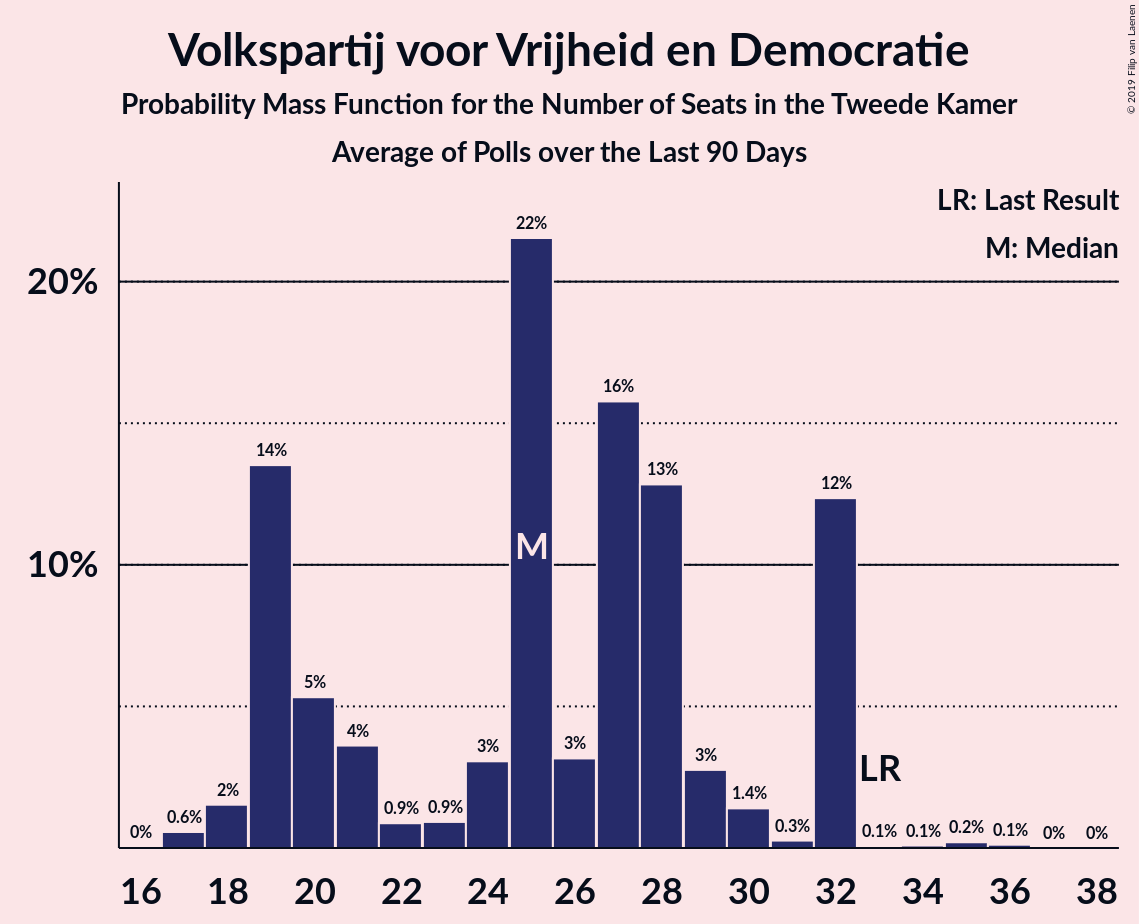 Volkspartij voor Vrijheid en Democratie
Probability Mass Function for the Number of Seats in the Tweede Kamer
Average of Polls over the Last 90 Days
© 2019 Filip van Laenen
LR: Last Result
M: Median
20%
10%
0%
0.6%
2%
14%
5%
4%
0.9%
0.9%
3%
22%
3%
16%
13%
3%
1.4%
0.3%
12%
0.1%
0.1%
0.2%
0.1%
0%
0%
M
LR
16 18 20 22 24 26 28 30 32 34 36 38